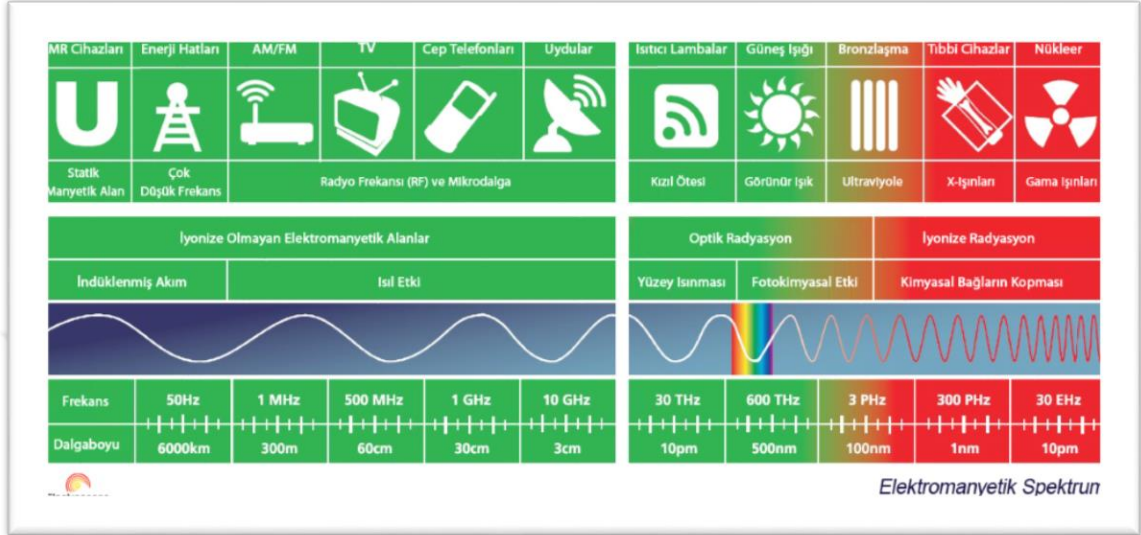 MR Cihazları Enerji Hatları AM/FM TV Cep Telefonları Uydular Isıtıcı Lambalar Güneş Işığı Bronzlaşma Tıbbi Cihazlar Nükleer
Statik Manyetik Alan
Çok Düşük Frekans
Radyo Frekansı (RF) ve Mikrodalga
Kızıl Ötesi
Görünür Işık
Ultraviyole
X-Işınları
Gama Işınları
İyonize Olmayan Elektromanyetik Alanlar Optik Radyasyon İyonize Radyasyon
İndüklenmiş Akım Isıl Etki Yüzey Isınması Fotokimyasal Etki Kimyasal Bağların Kopması
Frekans 50Hz 1 MHz 500 MHz 1 GHz 10 GHz 30 THz 600 THz 3 PHz 300 PHz 30 EHz
Dalgaboyu 6000km 300m 60cm 30cm 3cm 10pm 500nm 100nm 1nm 10pm
Elektromanyetik Spektrun